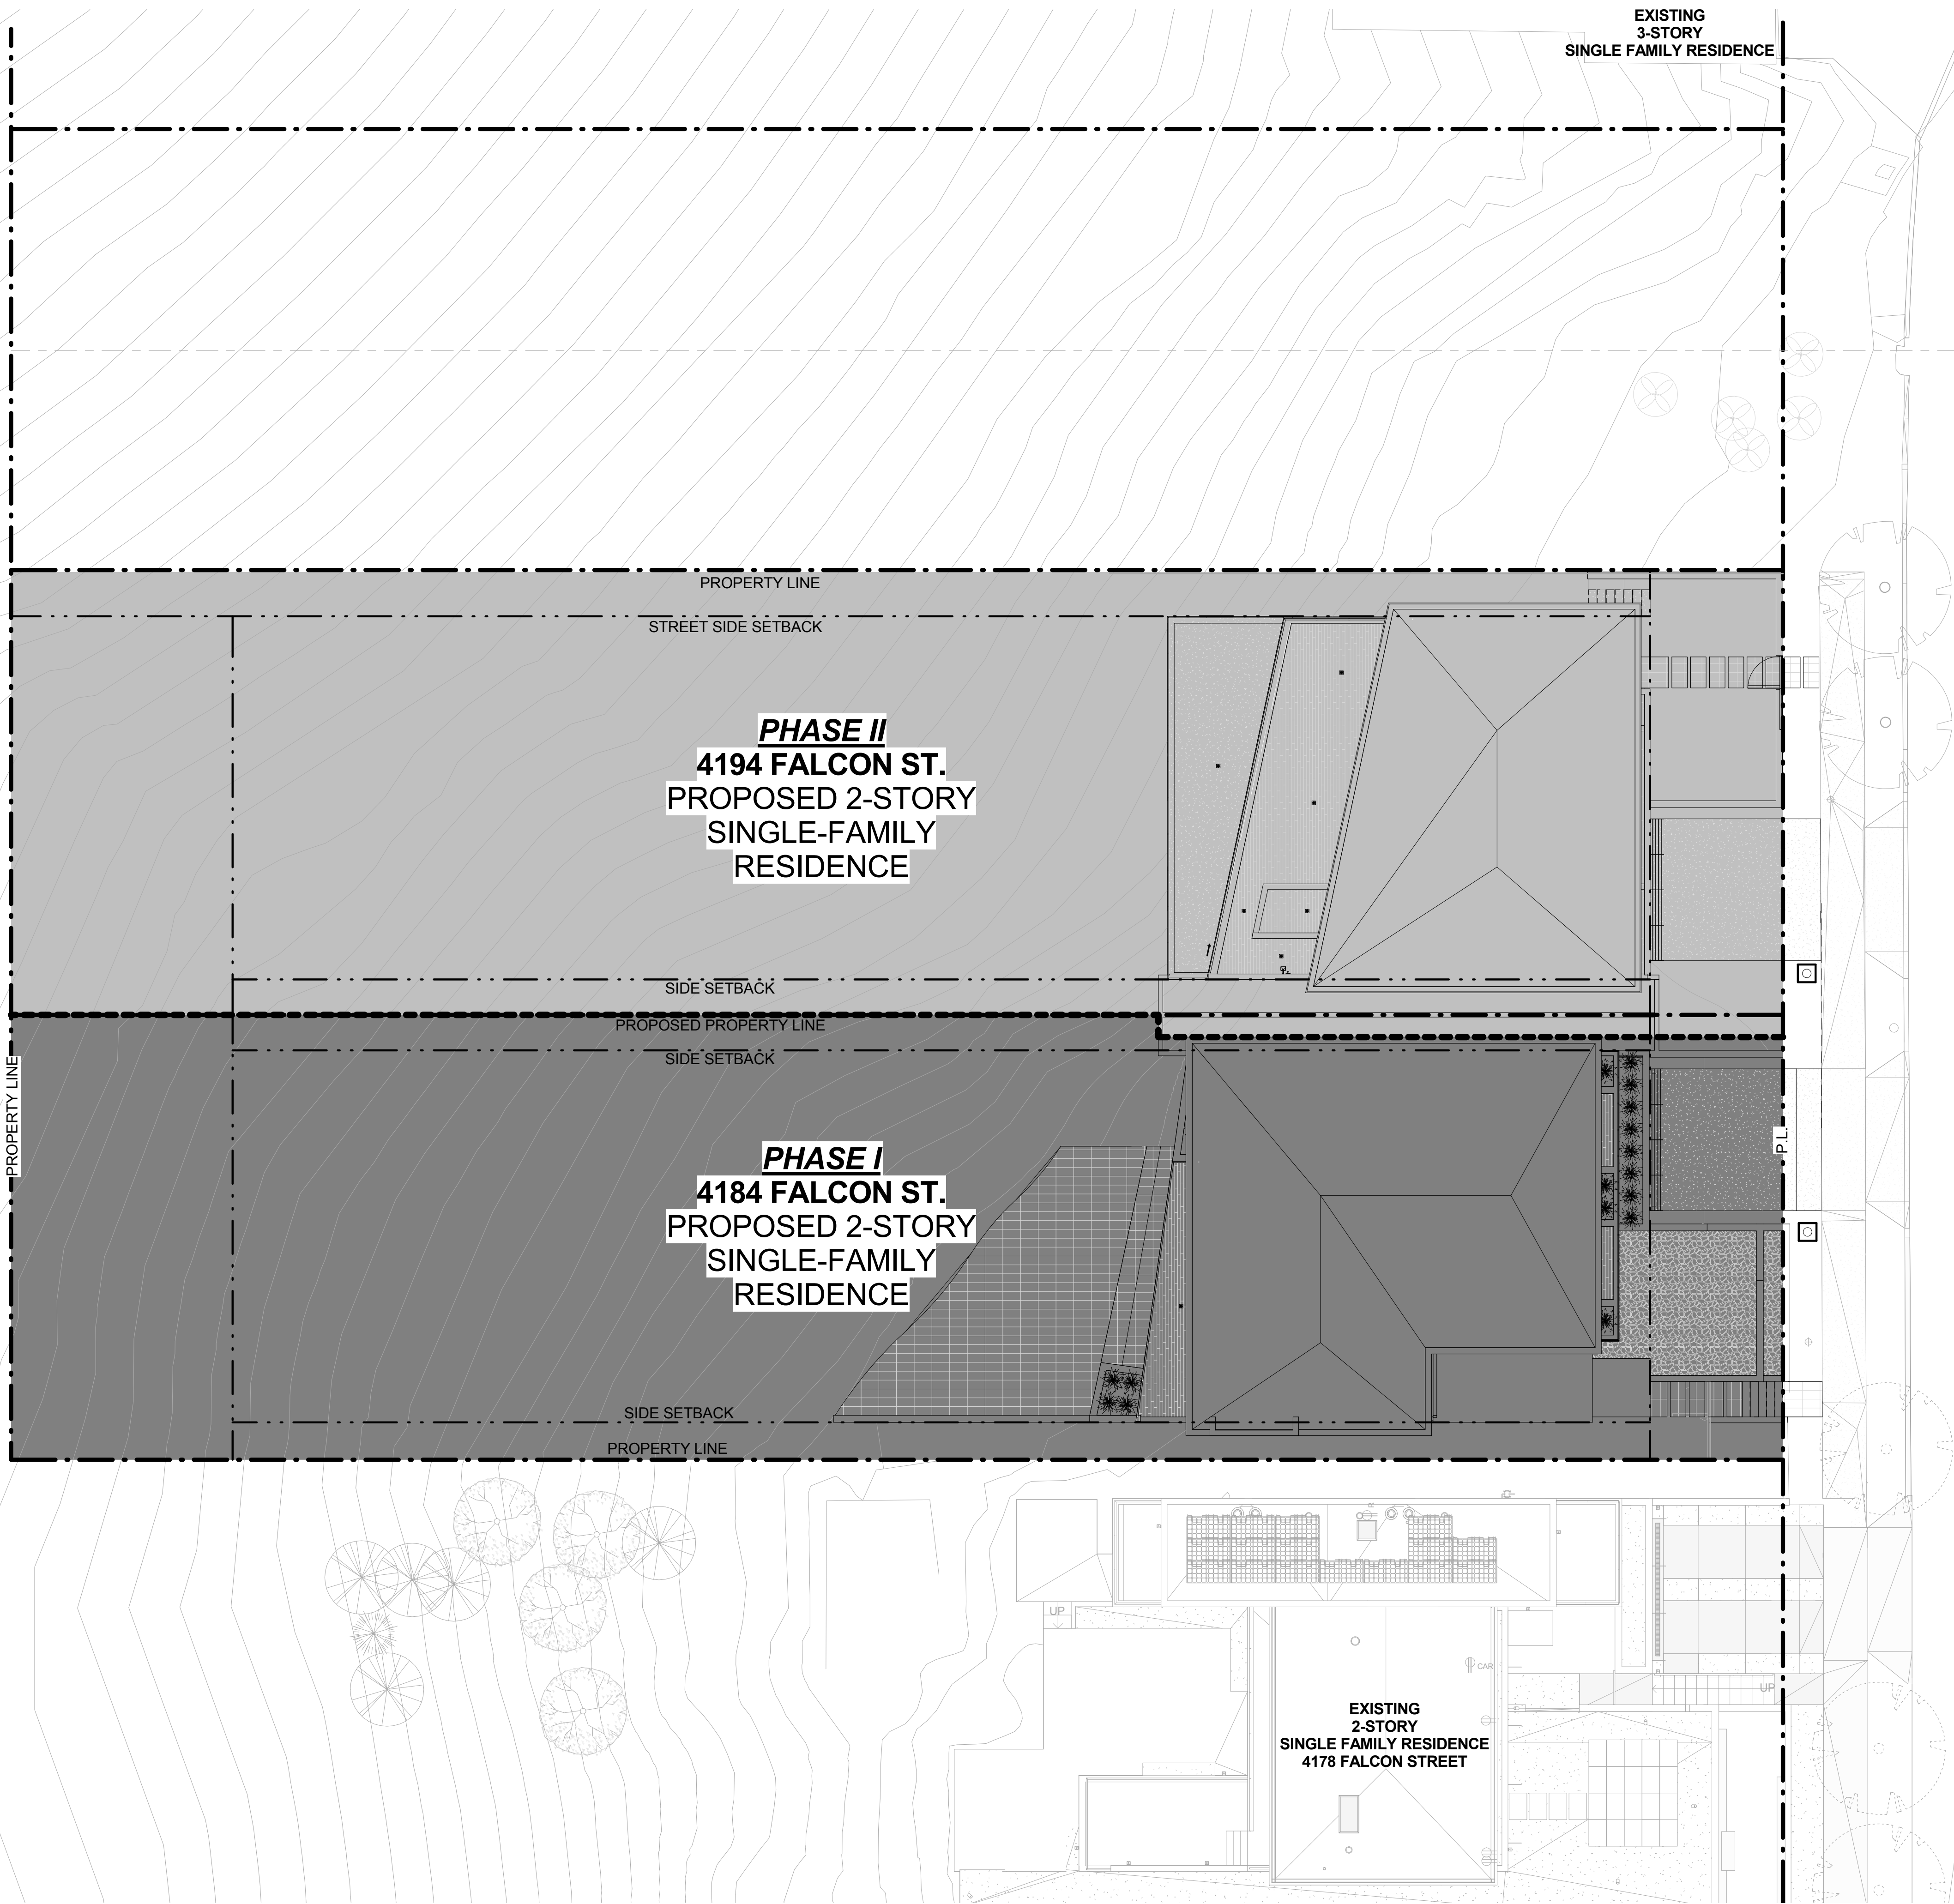 EXISTING
3-STORY
SINGLE FAMILY RESIDENCE
PROPERTY LINE
STREET SIDE SETBACK
PHASE II
4194 FALCON ST.
PROPOSED 2-STORY
SINGLE-FAMILY
RESIDENCE
SIDE SETBACK
PROPOSED PROPERTY LINE
SIDE SETBACK
PROPERTY LINE
P.L.
PHASE I
4184 FALCON ST.
PROPOSED 2-STORY
SINGLE-FAMILY
RESIDENCE
SIDE SETBACK
PROPERTY LINE
R
UP
CAR
UP
EXISTING
2-STORY
SINGLE FAMILY RESIDENCE
4178 FALCON STREET